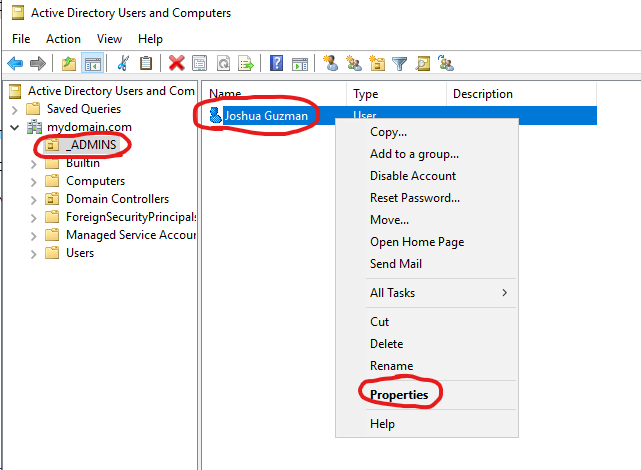 Active Directory Users and Computers
File Action View Help
Active Directory Users and Com
Name Type Description
Saved Queries
Joshua Guzman User
mydomain.com
_ADMINS
Builtin
Computers
Domain Controllers
ForeignSecurityPrincipals
Managed Service Accour
Users
Copy...
Add to a group...
Disable Account
Reset Password...
Move...
Open Home Page
Send Mail
All Tasks
Cut
Delete
Rename
Properties
Help